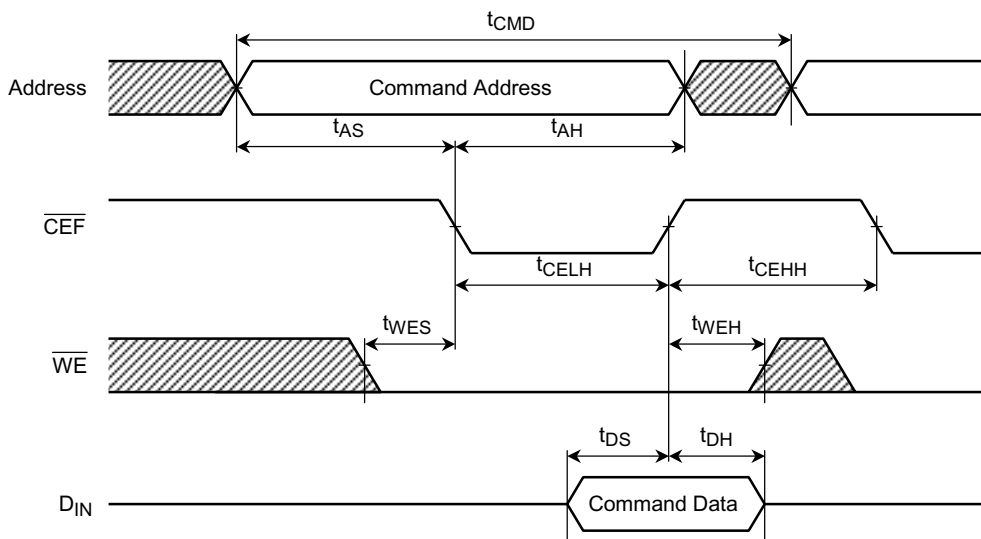 tCMD
Address
Command Address
tAS
tAH
CEF
tCELH
tCEHH
tWES
tWEH
WE
tDS
tDH
DIN
Command Data